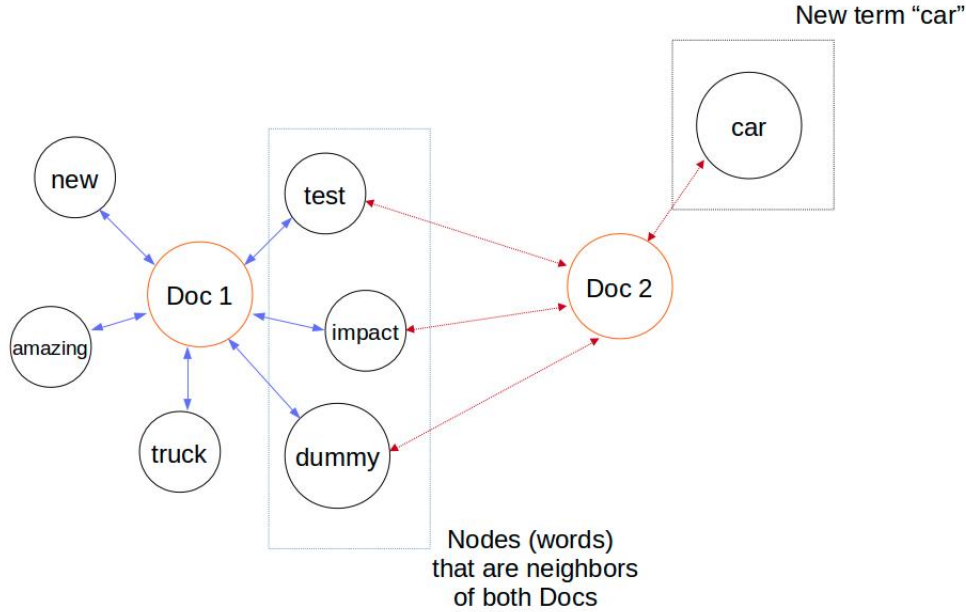 New term “car”
car
new
test
Doc 1
Doc 2
amazing
impact
truck
dummy
Nodes (words)
that are neighbors
of both Docs